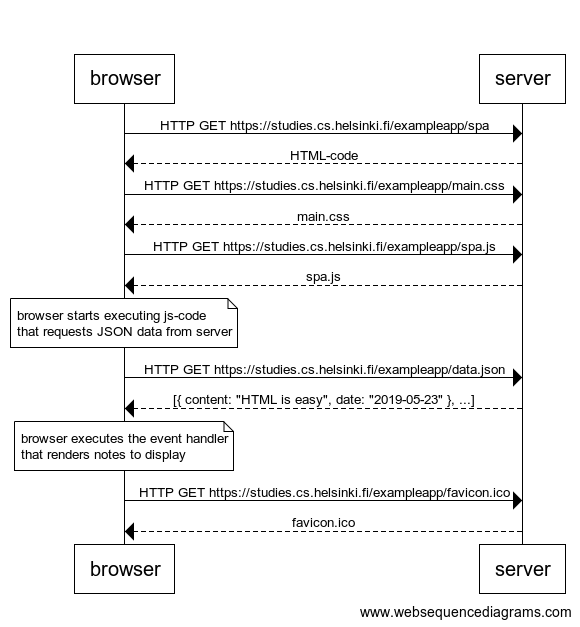 browser
server
HTTP GET https://studies.cs.helsinki.fi/exampleapp/spa
HTML-code
HTTP GET https://studies.cs.helsinki.fi/exampleapp/main.css
main.css
HTTP GET https://studies.cs.helsinki.fi/exampleapp/spa.js
spa.js
browser starts executing js-code
that requests JSON data from server
HTTP GET https://studies.cs.helsinki.fi/exampleapp/data.json
[{ content: "HTML is easy", date: "2019-05-23" }, ...]
browser executes the event handler
that renders notes to display
HTTP GET https://studies.cs.helsinki.fi/exampleapp/favicon.ico
favicon.ico
browser
server
www.websequencediagrams.com